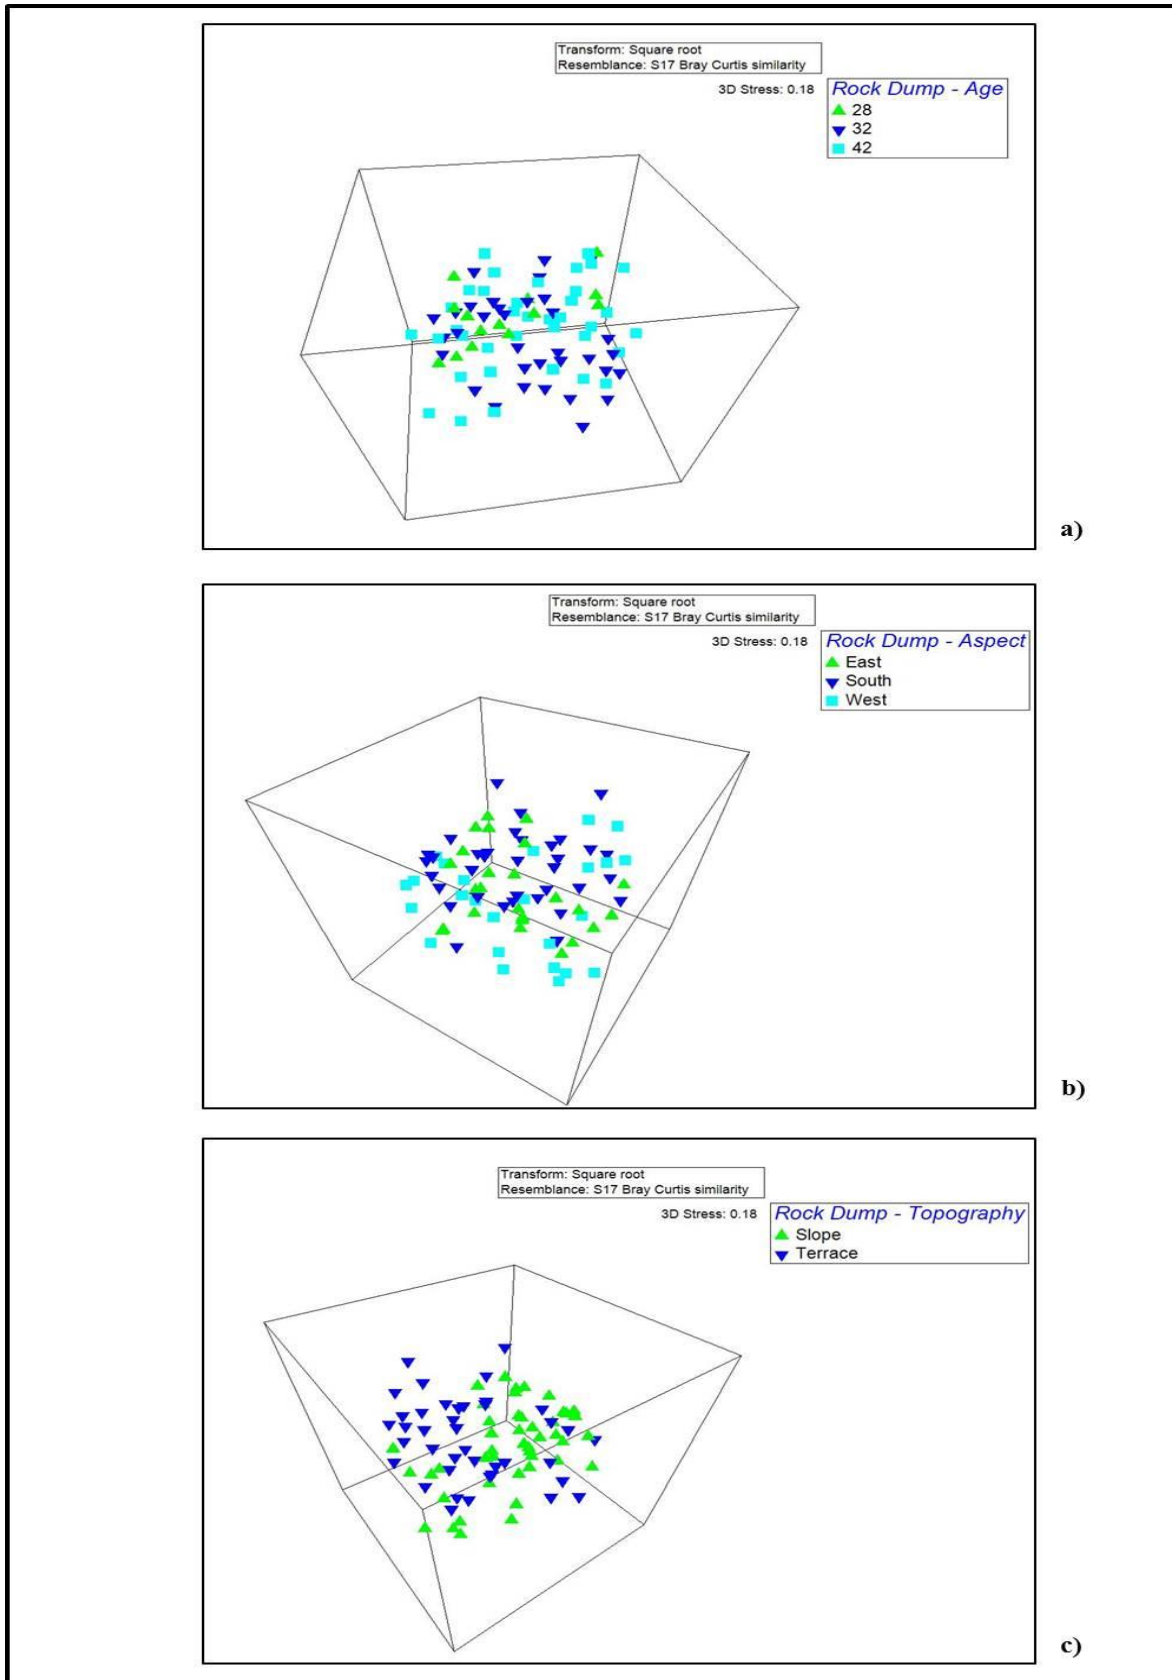 Transform: Square root
Resemblance: S17 Bray Curtis similarity
3D Stress: 0.18
Rock Dump - Age
28
32
42
a)
Transform: Square root
Resemblance: S17 Bray Curtis similarity
3D Stress: 0.18
Rock Dump - Aspect
East
South
West
b)
Transform: Square root
Resemblance: S17 Bray Curtis similarity
3D Stress: 0.18
Rock Dump - Topography
Slope
Terrace
c)